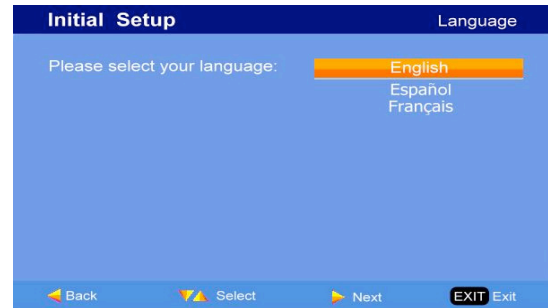 Initial Setup Language
Please select your language: English
Español
Français
Back Select Next EXIT Exit